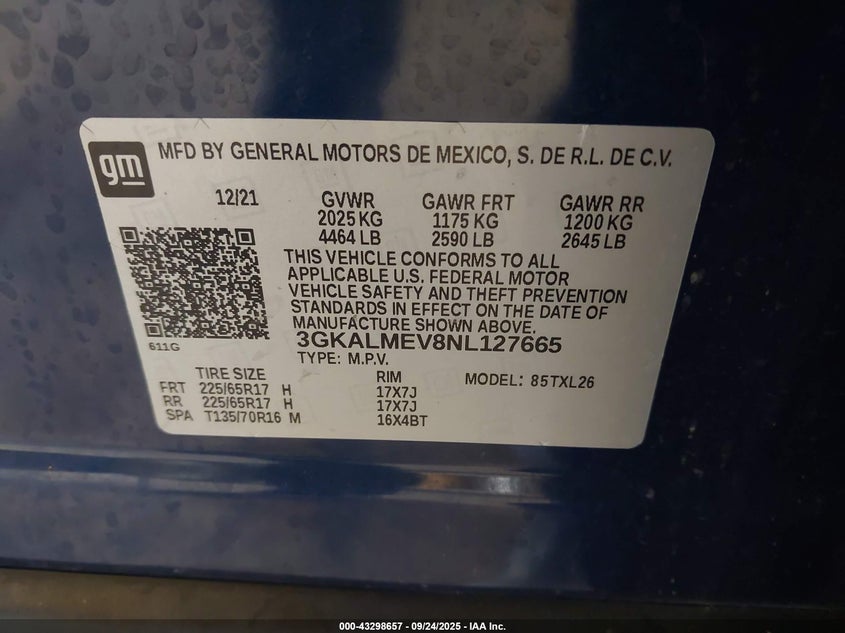 gm
MFD BY GENERAL MOTORS DE MEXICO, S. DE R.L. DE C.V.
12/21 GVWR GAWR FRT GAWR RR
2025 KG 1175 KG 1200 KG
4464 LB 2590 LB 2645 LB
THIS VEHICLE CONFORMS TO ALL
APPLICABLE U.S. FEDERAL MOTOR
VEHICLE SAFETY AND THEFT PREVENTION
STANDARDS IN EFFECT ON THE DATE OF
MANUFACTURE SHOWN ABOVE.
611G
3GKALMEV8NL127665
TYPE: M.P.V.
TIRE SIZE RIM MODEL: 85TXL26
FRT 225/65R17 H 17X7J
RR 225/65R17 H 17X7J
SPA T135/70R16 M 16X4BT
000-43298657 - 09/24/2025 - IAA Inc.